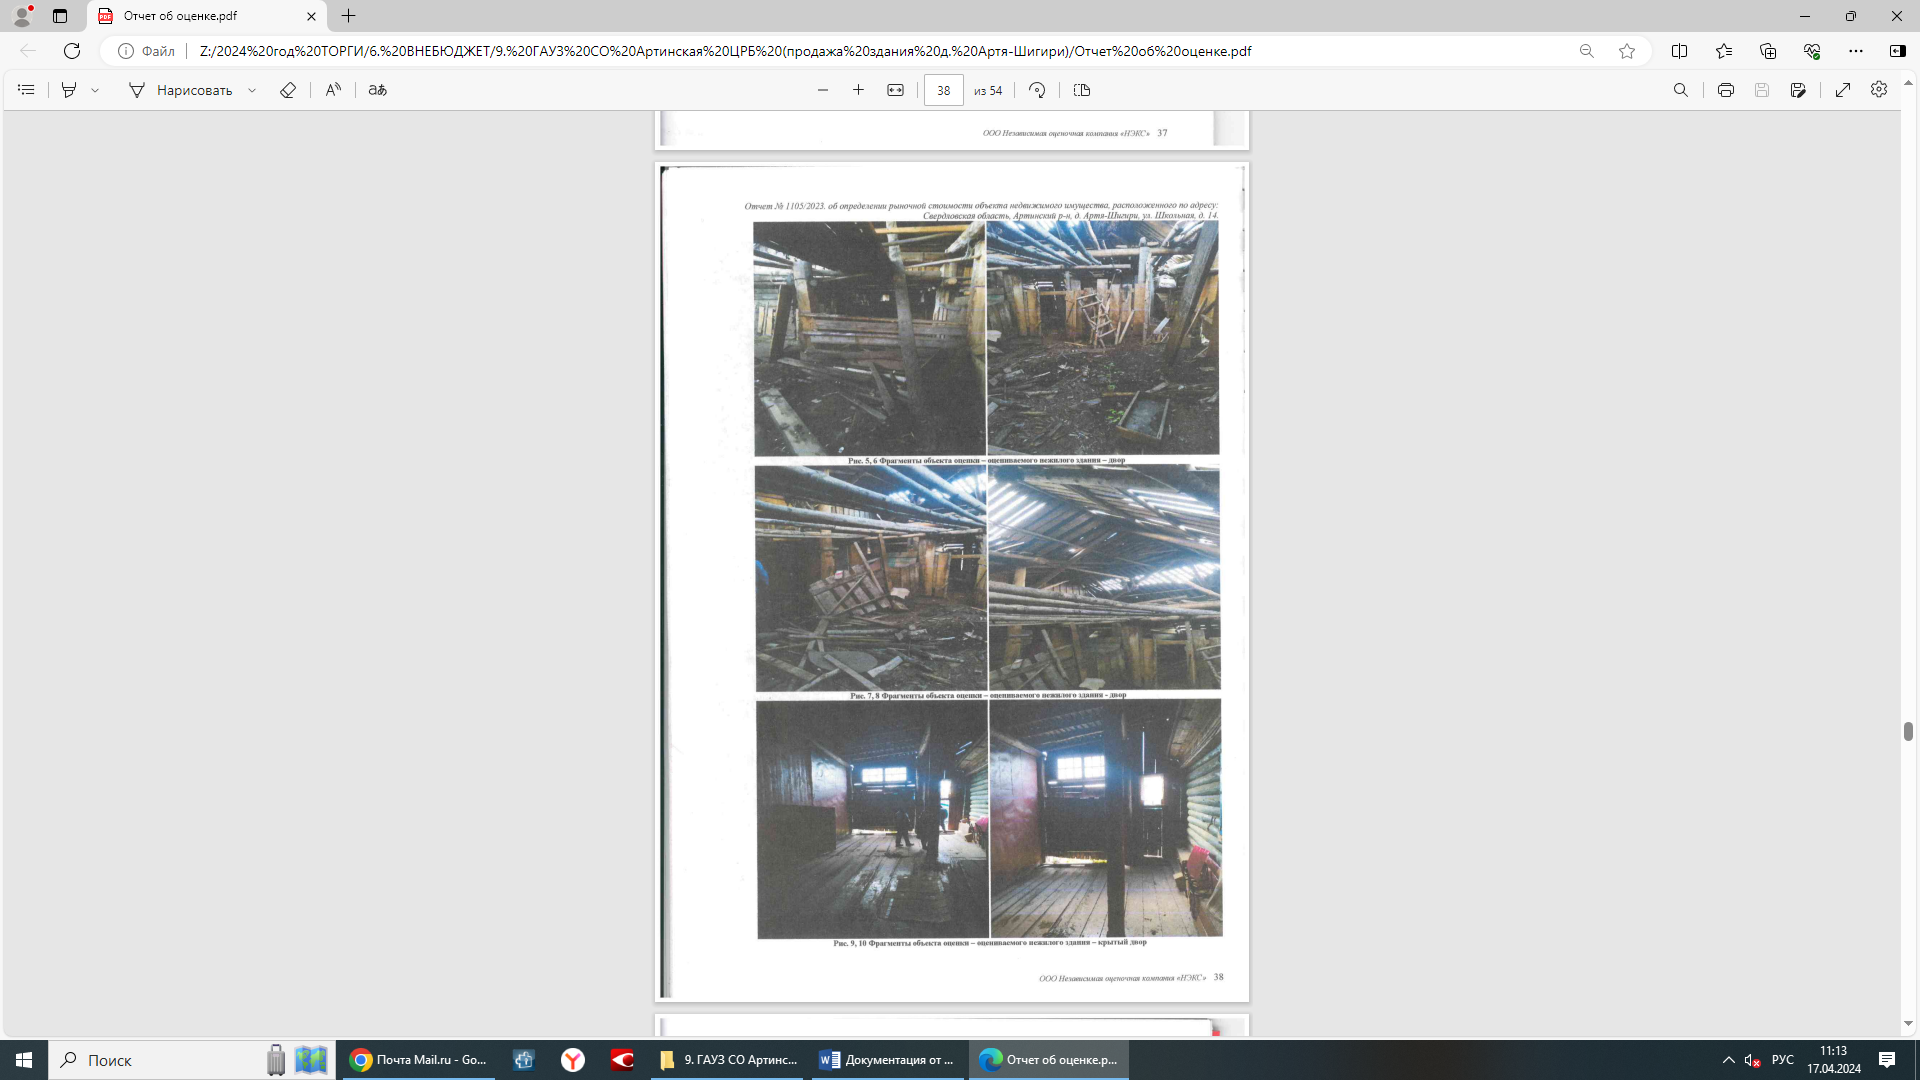 Отчет об оценке.pdf
Файл
Z:/2024%20год%20ТОРГИ/6.%20ВНЕБЮДЖЕТ/9.%20ГАУЗ%20СО%20Артинская%20ЦРБ%20(продажа%20здания%20д.%20Артя-Шигири)/Отчет%20об%20оценке.pdf
Нарисовать
38 из 54
ООО Независимая оценочная компания «НЭКС» 37
Отчет № 1105/2023. об определении рыночной стоимости объекта недвижимого имущества, расположенного по адресу:
Свердловская область, Артинский р-н, д. Артя-Шигири, ул. Школьная, д. 14.
Рис. 5, 6 Фрагменты объекта оценки – оцениваемого нежилого здания – двор
Рис. 7, 8 Фрагменты объекта оценки – оцениваемого нежилого здания - двор
Рис. 9, 10 Фрагменты объекта оценки – оцениваемого нежилого здания – крытый двор
ООО Независимая оценочная компания «НЭКС» 38
Поиск
Почта Mail.ru - Go...
9. ГАУЗ СО Артинс...
Документация от ...
Отчет об оценке.p...
РУС
11:13
17.04.2024